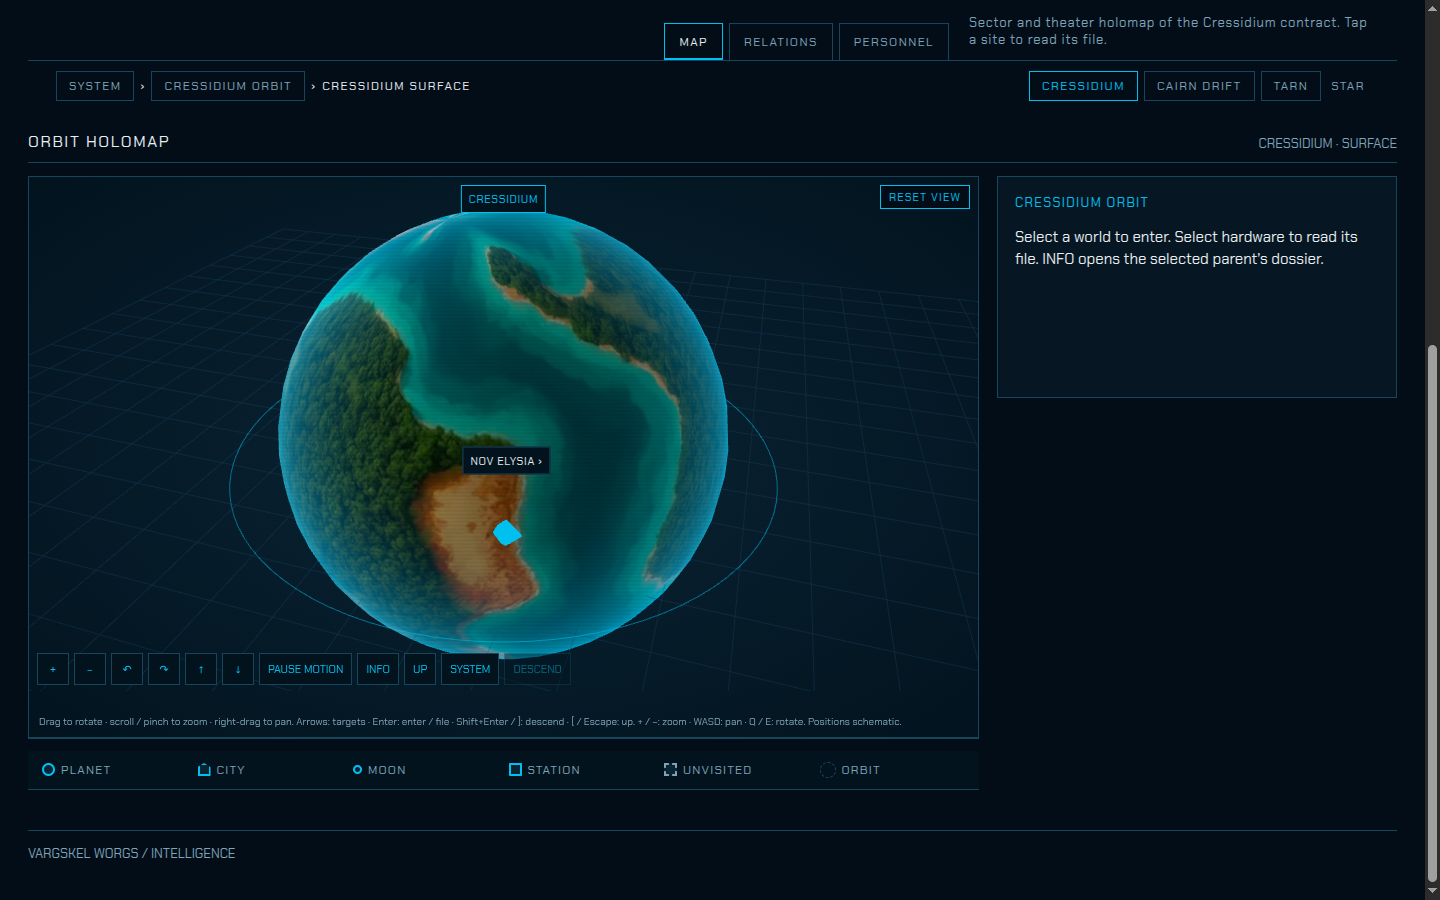 MAP
RELATIONS
PERSONNEL
Sector and theater holomap of the Cressidium contract. Tap
a site to read its file.
SYSTEM
›
CRESSIDIUM ORBIT
› CRESSIDIUM SURFACE
CRESSIDIUM
CAIRN DRIFT
TARN
STAR
ORBIT HOLOMAP
CRESSIDIUM · SURFACE
CRESSIDIUM
RESET VIEW
CRESSIDIUM ORBIT
Select a world to enter. Select hardware to read its
file. INFO opens the selected parent's dossier.
NOV ELYSIA ›
+
−
↶
↷
↑
↓
PAUSE MOTION
INFO
UP
SYSTEM
DESCEND
Drag to rotate · scroll / pinch to zoom · right-drag to pan. Arrows: targets · Enter: enter / file · Shift+Enter / ]: descend · [ / Escape: up. + / −: zoom · WASD: pan · Q / E: rotate. Positions schematic.
PLANET
CITY
MOON
STATION
UNVISITED
ORBIT
VARGSKEL WORGS / INTELLIGENCE